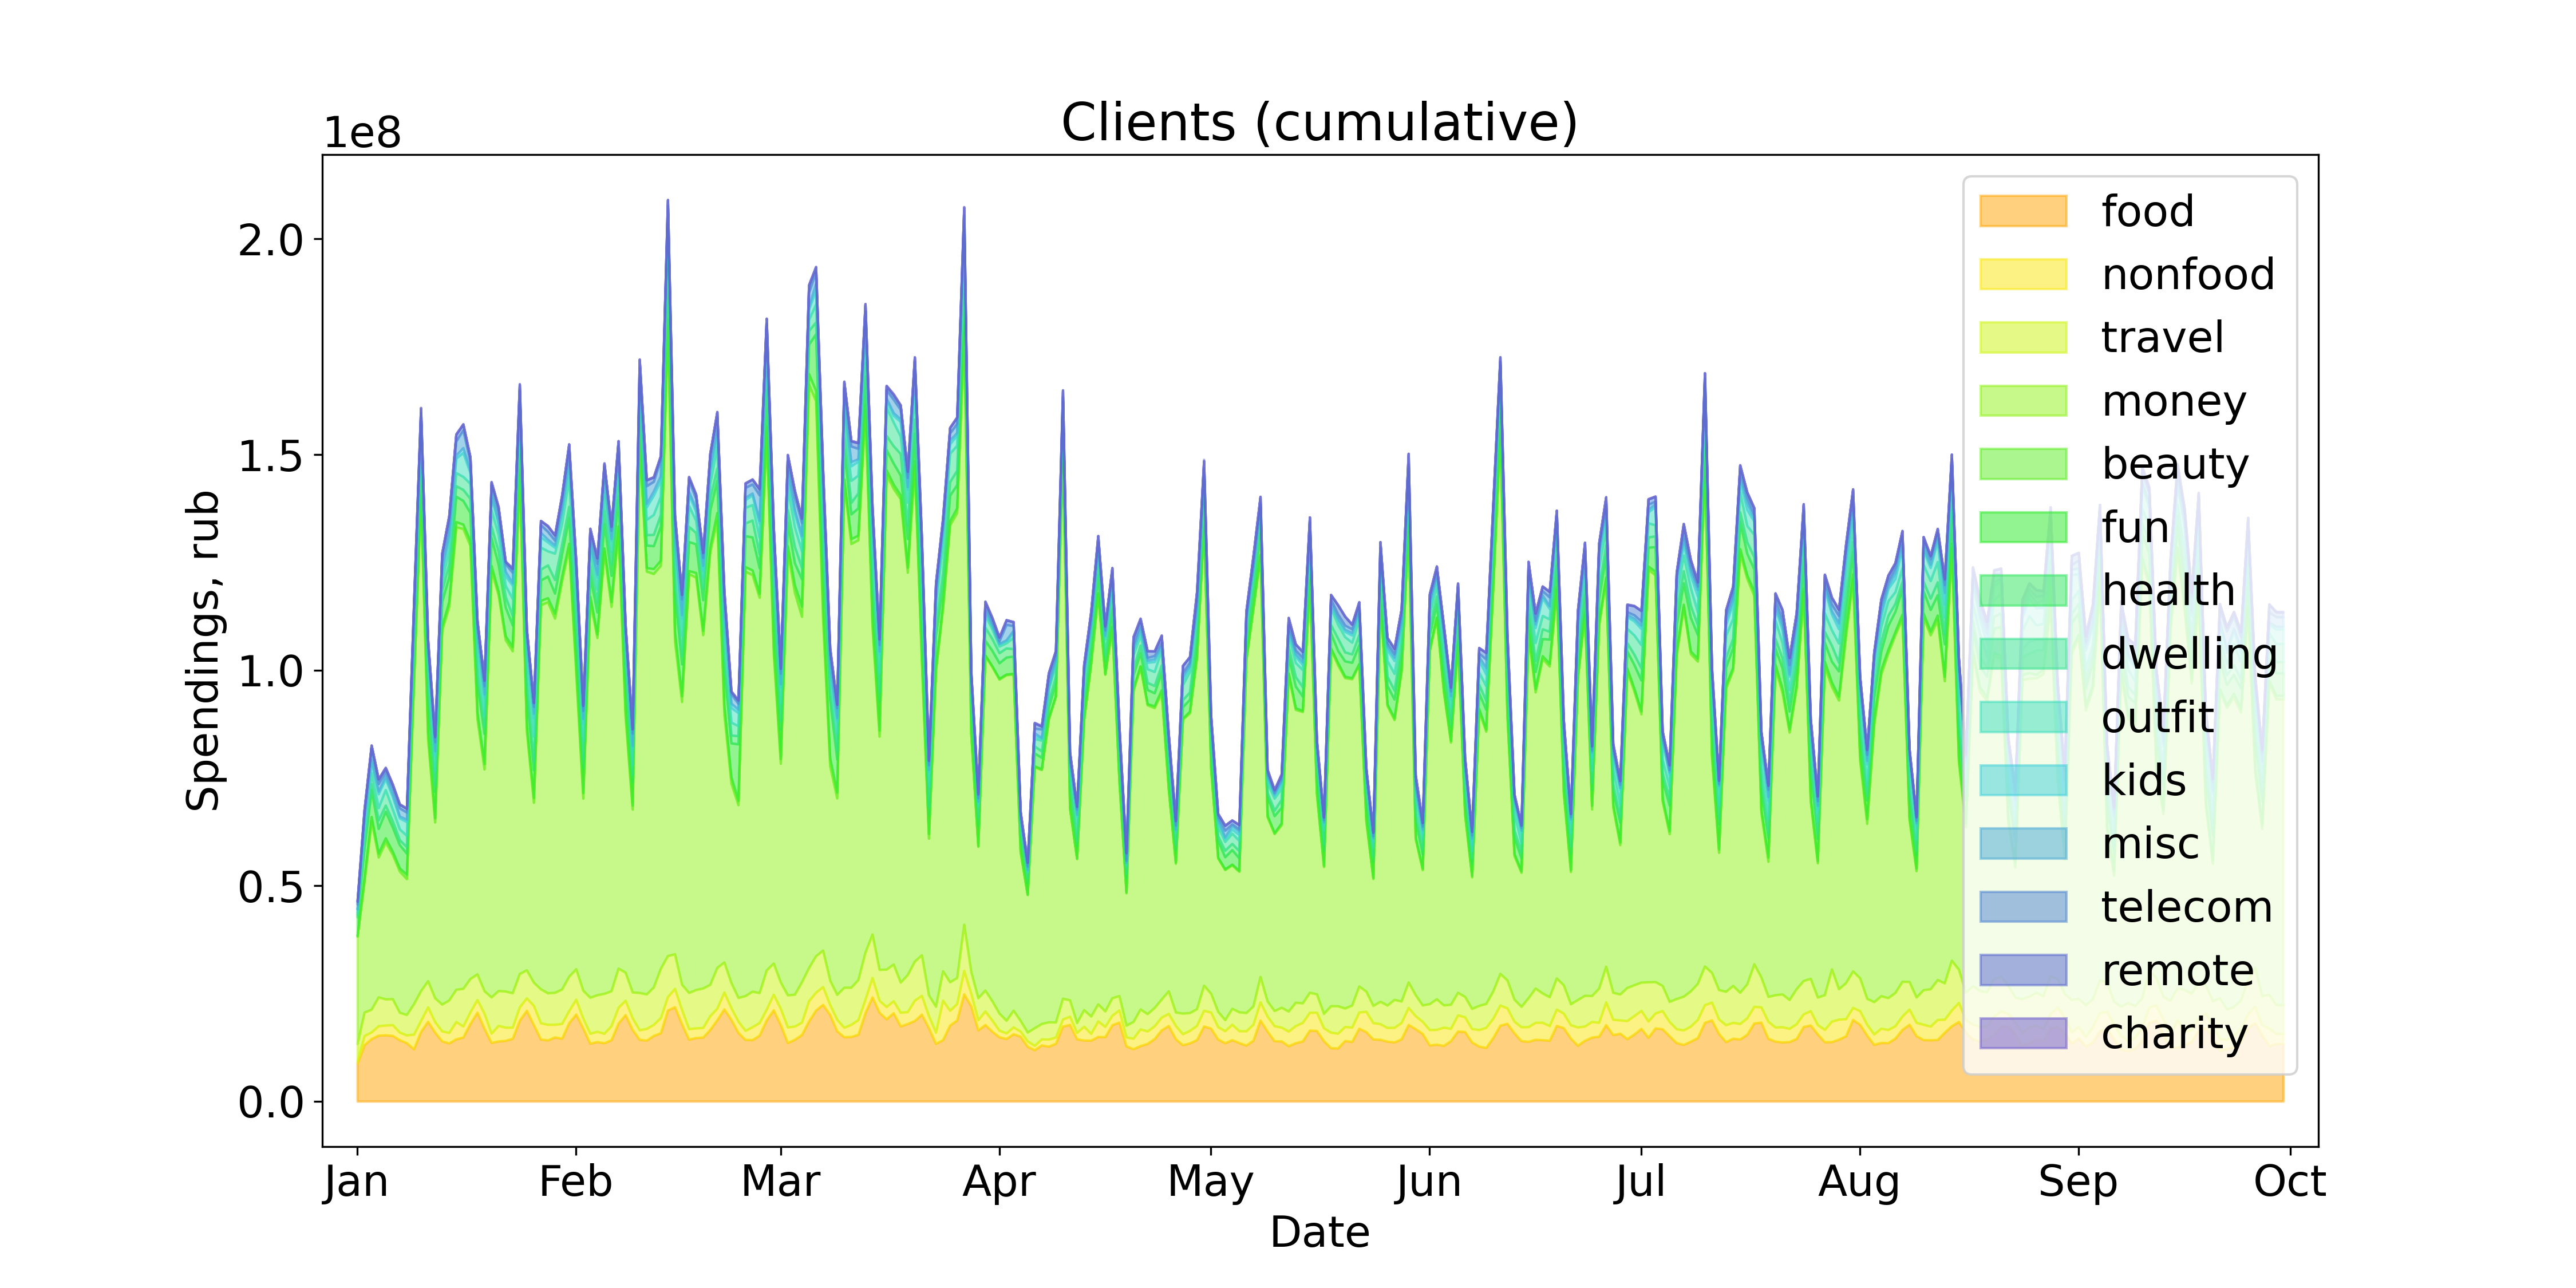 Clients (cumulative)
1e8
2.0
1.5
1.0
0.5
0.0
Spendings, rub
Jan Feb Mar Apr May Jun Jul Aug Sep Oct
Date
food
nonfood
travel
money
beauty
fun
health
dwelling
outfit
kids
misc
telecom
remote
charity